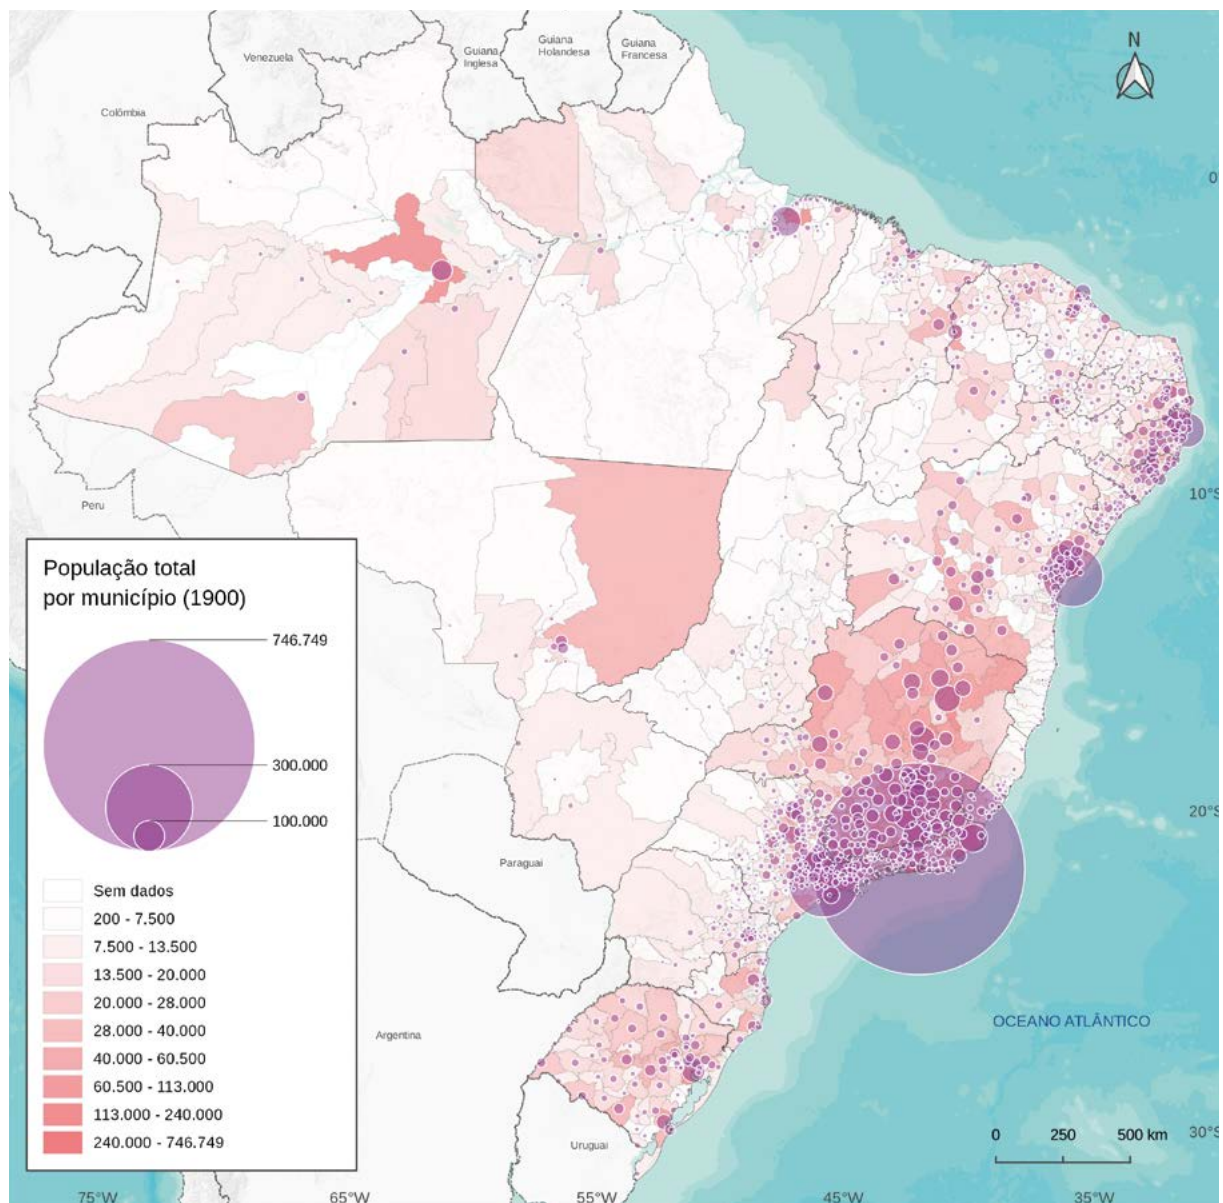 Guiana
Holandesa
Guiana
Francesa
Guiana
Inglesa
Venezuela
N
Colômbia
0°
10°S
Peru
População total
por município (1900)
746.749
300.000
100.000
20°S
Paraguai
Sem dados
200 - 7.500
7.500 - 13.500
13.500 - 20.000
20.000 - 28.000
28.000 - 40.000
40.000 - 60.500
60.500 - 113.000
113.000 - 240.000
240.000 - 746.749
OCEANO ATLÂNTICO
Argentina
Uruguai
0 250 500 km
30°S
75°W 65°W 55°W 45°W 35°W